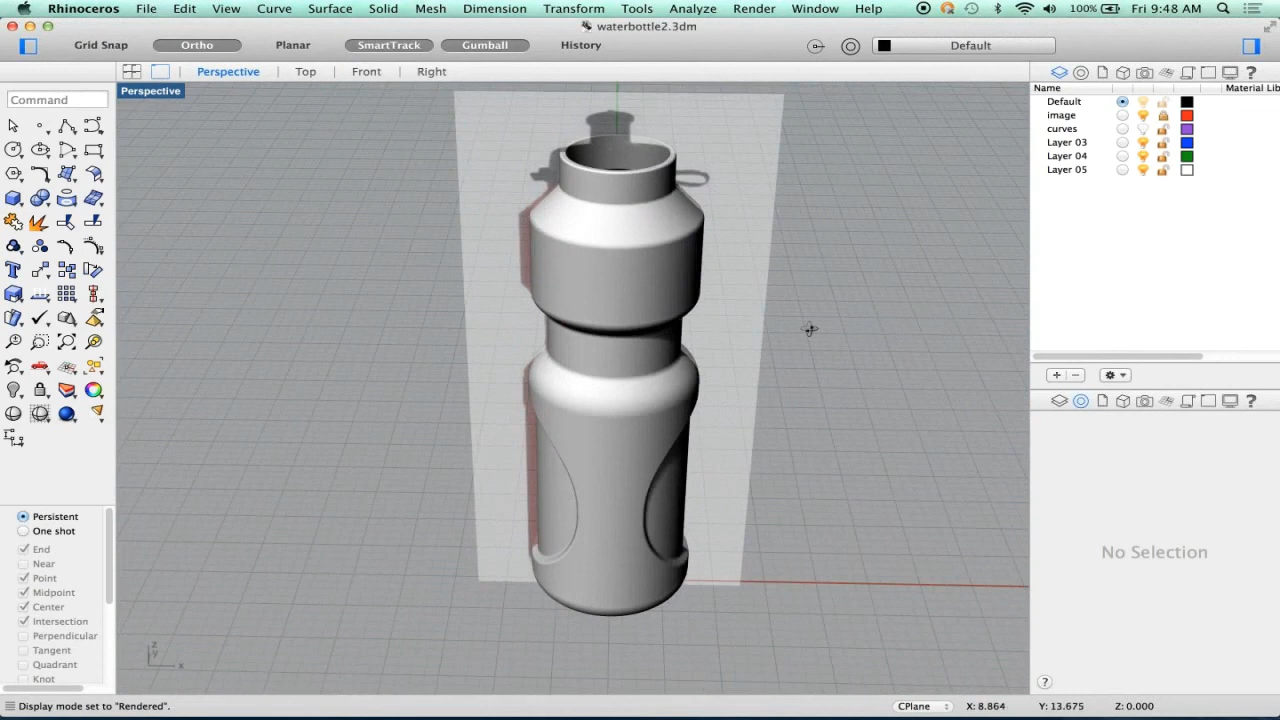 Rhinoceros File Edit View Curve Surface Solid Mesh Dimension Transform Tools Analyze Render Window Help 100% Fri 9:48 AM
waterbottle2.3dm
Grid Snap Ortho Planar SmartTrack Gumball History Default
Perspective Top Front Right
Perspective
Name Material Lib
Command
Default
image
curves
Layer 03
Layer 04
Layer 05
No Selection
Persistent
One shot
End
Near
Point
Midpoint
Center
Intersection
Perpendicular
Tangent
Quadrant
Knot
z
y
x
Display mode set to "Rendered". CPlane X: 8.864 Y: 13.675 Z: 0.000